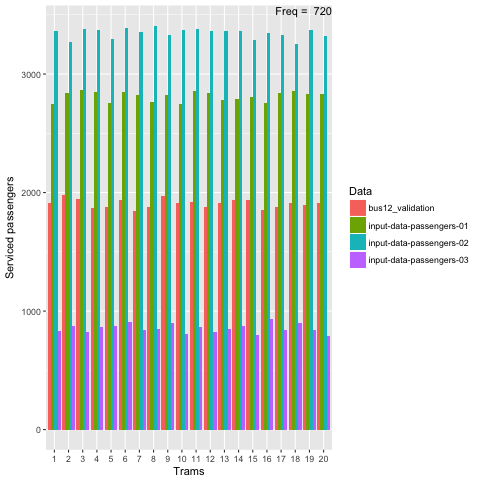 Freq = 720
Serviced passengers
3000
2000
1000
0
1 2 3 4 5 6 7 8 9 10 11 12 13 14 15 16 17 18 19 20
Trams
Data
bus12_validation
input-data-passengers-01
input-data-passengers-02
input-data-passengers-03